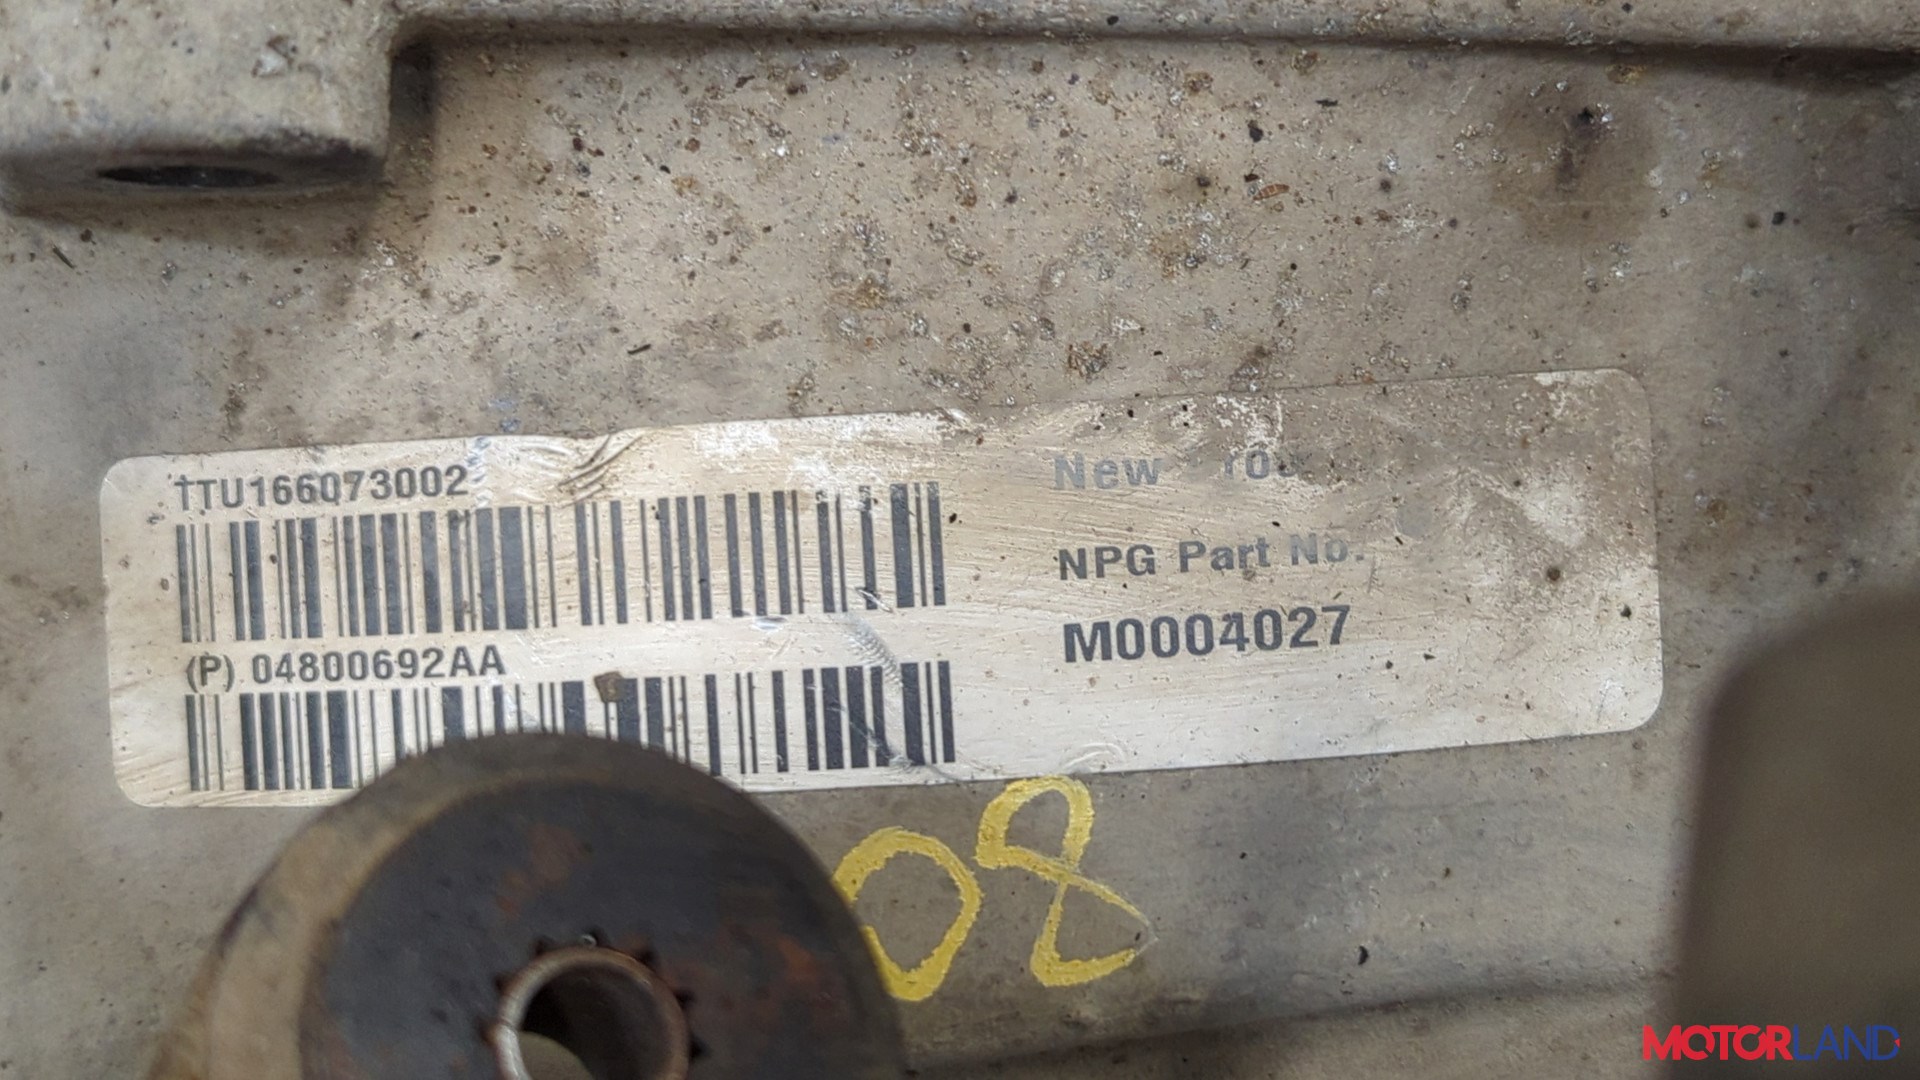 TTU166073002
(P) 04800692AA
New
NPG Part No.
M0004027
08
MOTORLAND